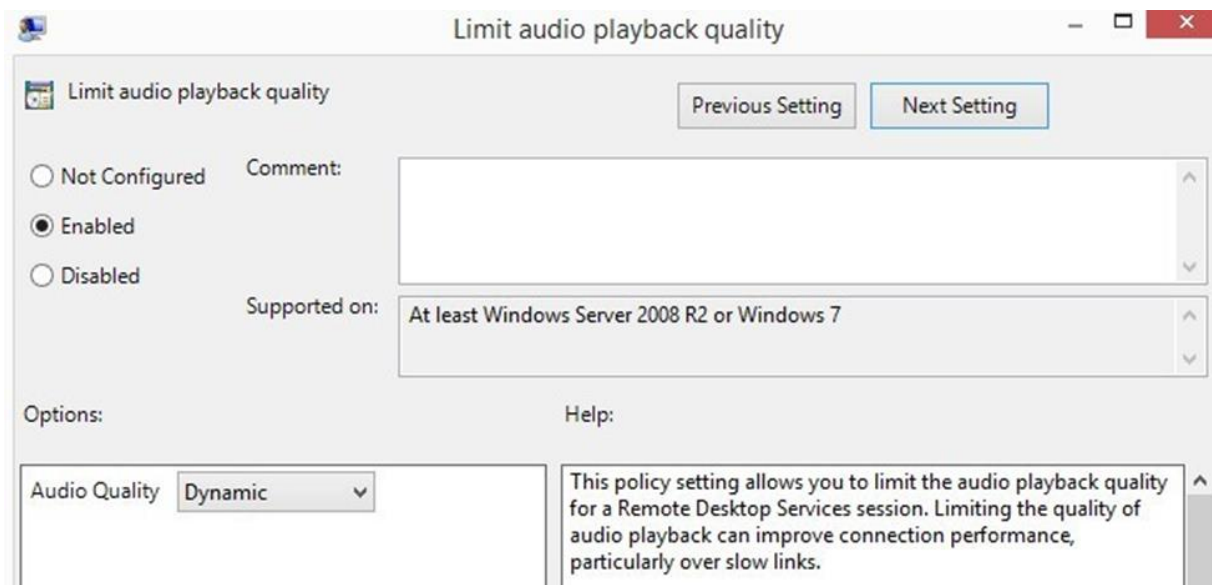 Limit audio playback quality
Limit audio playback quality
Previous Setting
Next Setting
Not Configured
Comment:
Enabled
Disabled
Supported on:
At least Windows Server 2008 R2 or Windows 7
Options:
Help:
Audio Quality
Dynamic
This policy setting allows you to limit the audio playback quality
for a Remote Desktop Services session. Limiting the quality of
audio playback can improve connection performance,
particularly over slow links.